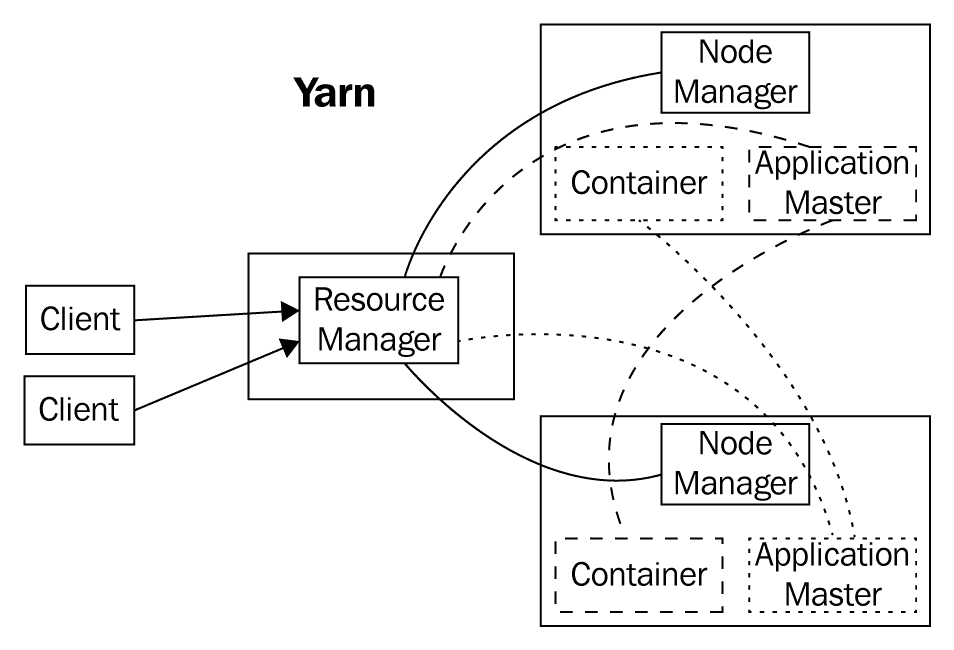 Yarn
Node
Manager
Container
Application
Master
Client
Resource
Manager
Client
Node
Manager
Container
Application
Master